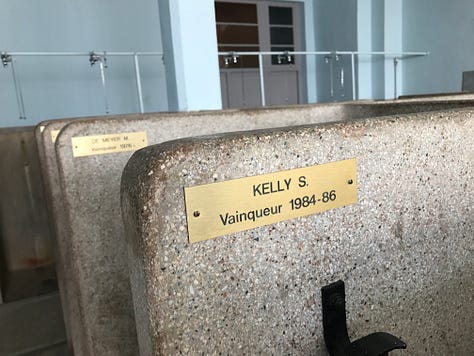 DE MEYER M.
Vainqueur 1976
KELLY S.
Vainqueur 1984-86